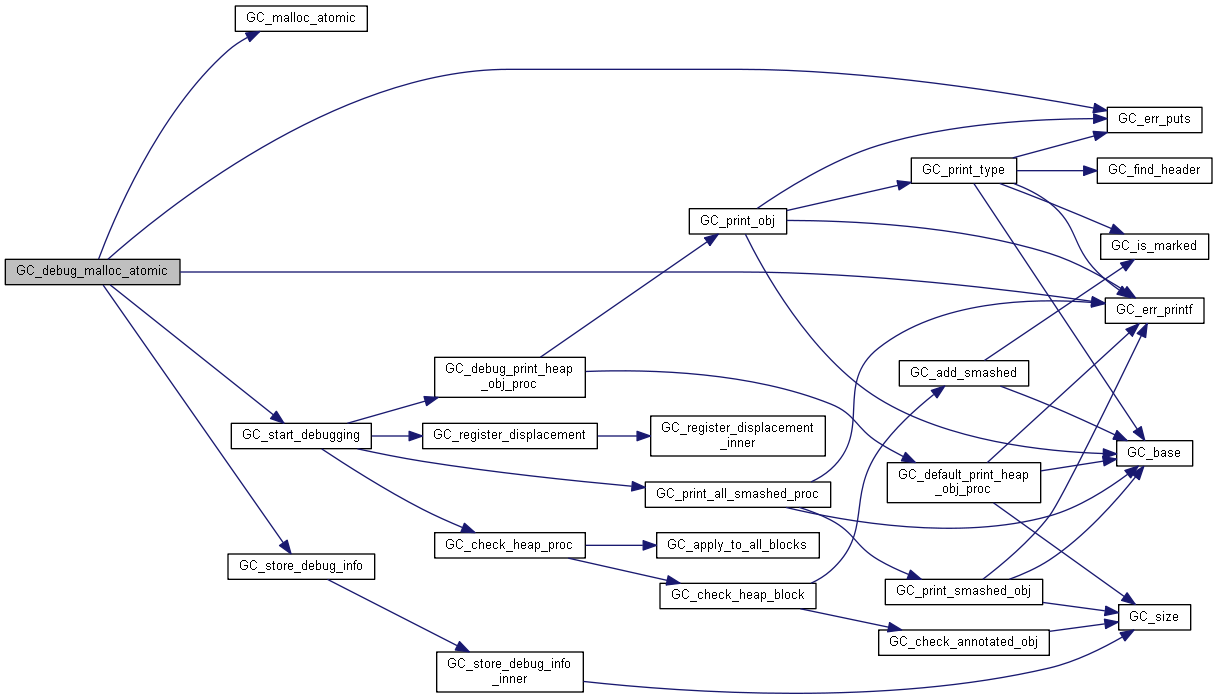 GC_malloc_atomic
GC_err_puts
GC_print_type
GC_find_header
GC_print_obj
GC_is_marked
GC_debug_malloc_atomic
GC_err_printf
GC_debug_print_heap
_obj_proc
GC_add_smashed
GC_start_debugging
GC_register_displacement
GC_register_displacement
_inner
GC_base
GC_default_print_heap
_obj_proc
GC_print_all_smashed_proc
GC_check_heap_proc
GC_apply_to_all_blocks
GC_store_debug_info
GC_check_heap_block
GC_print_smashed_obj
GC_size
GC_check_annotated_obj
GC_store_debug_info
_inner